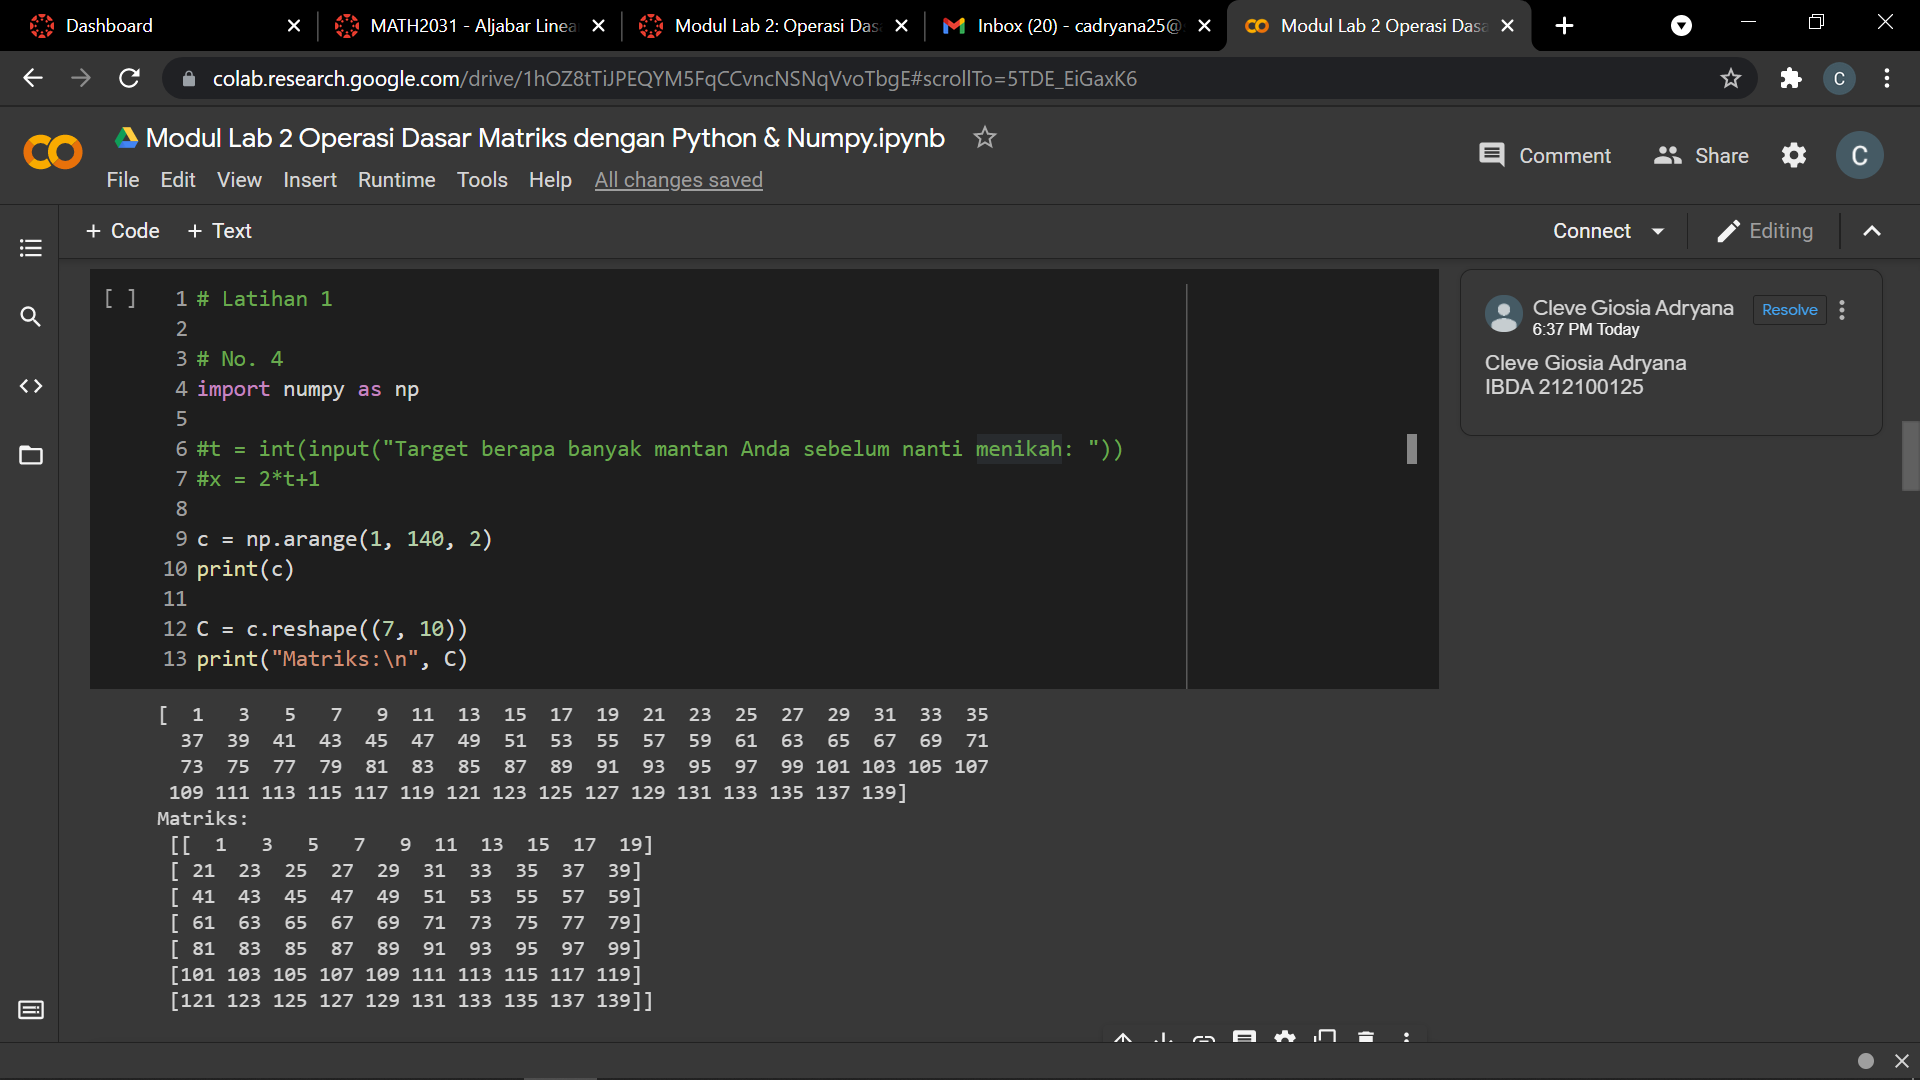 Dashboard
MATH2031 - Aljabar Linea
Modul Lab 2: Operasi Das
Inbox (20) - cadryana25@
Modul Lab 2 Operasi Dasa
colab.research.google.com/drive/1hOZ8tTiJPEQYM5FqCCvncNSNqVvoTbgE#scrollTo=5TDE_EiGaxK6
C
Modul Lab 2 Operasi Dasar Matriks dengan Python & Numpy.ipynb
Comment
Share
C
File Edit View Insert Runtime Tools Help All changes saved
+ Code + Text
Connect
Editing
[ ]
1 # Latihan 1
2
3 # No. 4
4 import numpy as np
5
6 #t = int(input("Target berapa banyak mantan Anda sebelum nanti menikah: "))
7 #x = 2*t+1
8
9 c = np.arange(1, 140, 2)
10 print(c)
11
12 C = c.reshape((7, 10))
13 print("Matriks:\n", C)
Cleve Giosia Adryana
Resolve
6:37 PM Today
Cleve Giosia Adryana
IBDA 212100125
[  1   3   5   7   9  11  13  15  17  19  21  23  25  27  29  31  33  35
  37  39  41  43  45  47  49  51  53  55  57  59  61  63  65  67  69  71
  73  75  77  79  81  83  85  87  89  91  93  95  97  99 101 103 105 107
 109 111 113 115 117 119 121 123 125 127 129 131 133 135 137 139]
Matriks:
 [[  1   3   5   7   9  11  13  15  17  19]
 [ 21  23  25  27  29  31  33  35  37  39]
 [ 41  43  45  47  49  51  53  55  57  59]
 [ 61  63  65  67  69  71  73  75  77  79]
 [ 81  83  85  87  89  91  93  95  97  99]
 [101 103 105 107 109 111 113 115 117 119]
 [121 123 125 127 129 131 133 135 137 139]]